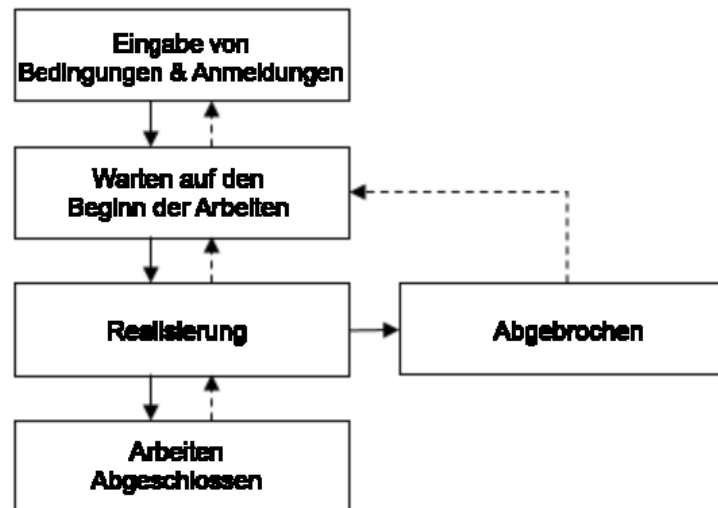 Eingabe von
Bedingungen & Anmeldungen
Warten auf den
Beginn der Arbeiten
Realisierung
Abgebrochen
Arbeiten
Abgeschlossen